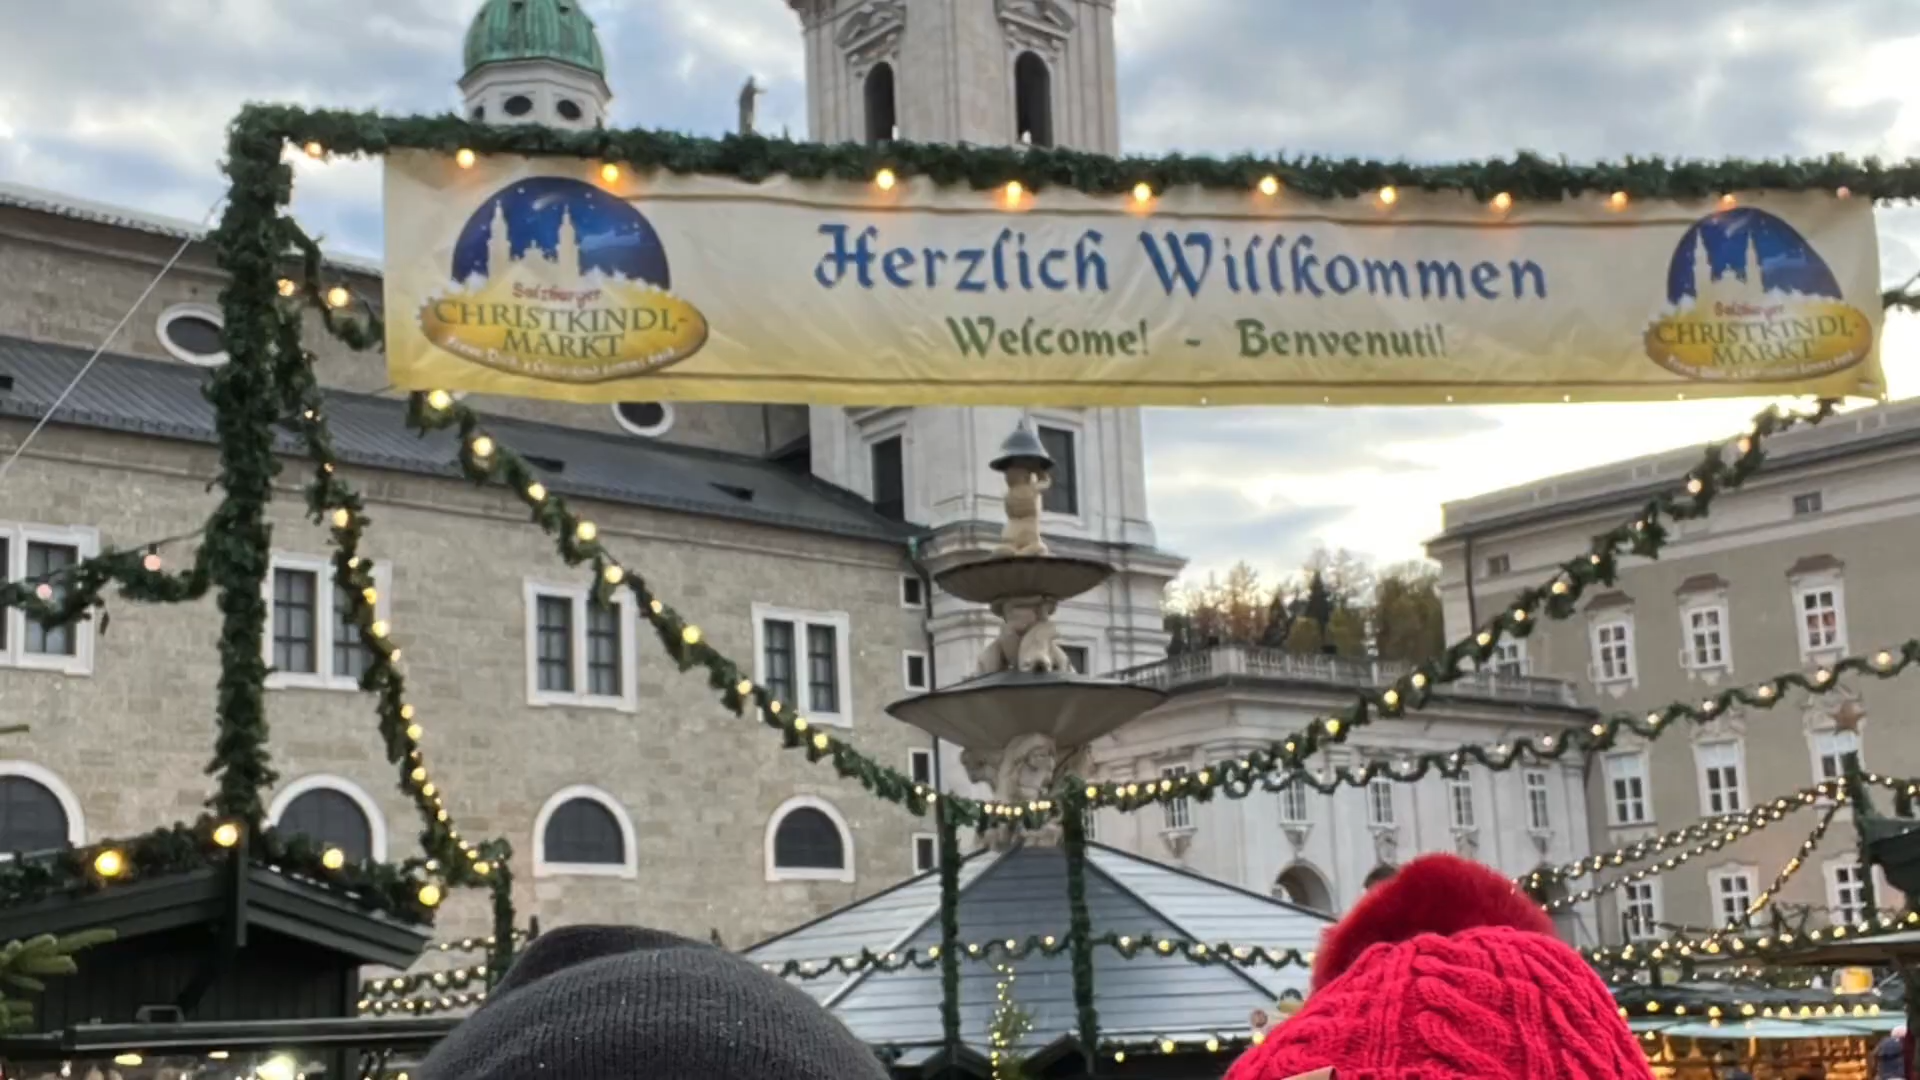 Salzburger
CHRISTKINDL-
MARKT
Herzlich Willkommen
Welcome! - Benvenuti!
Salzburger
CHRISTKINDL-
MARKT